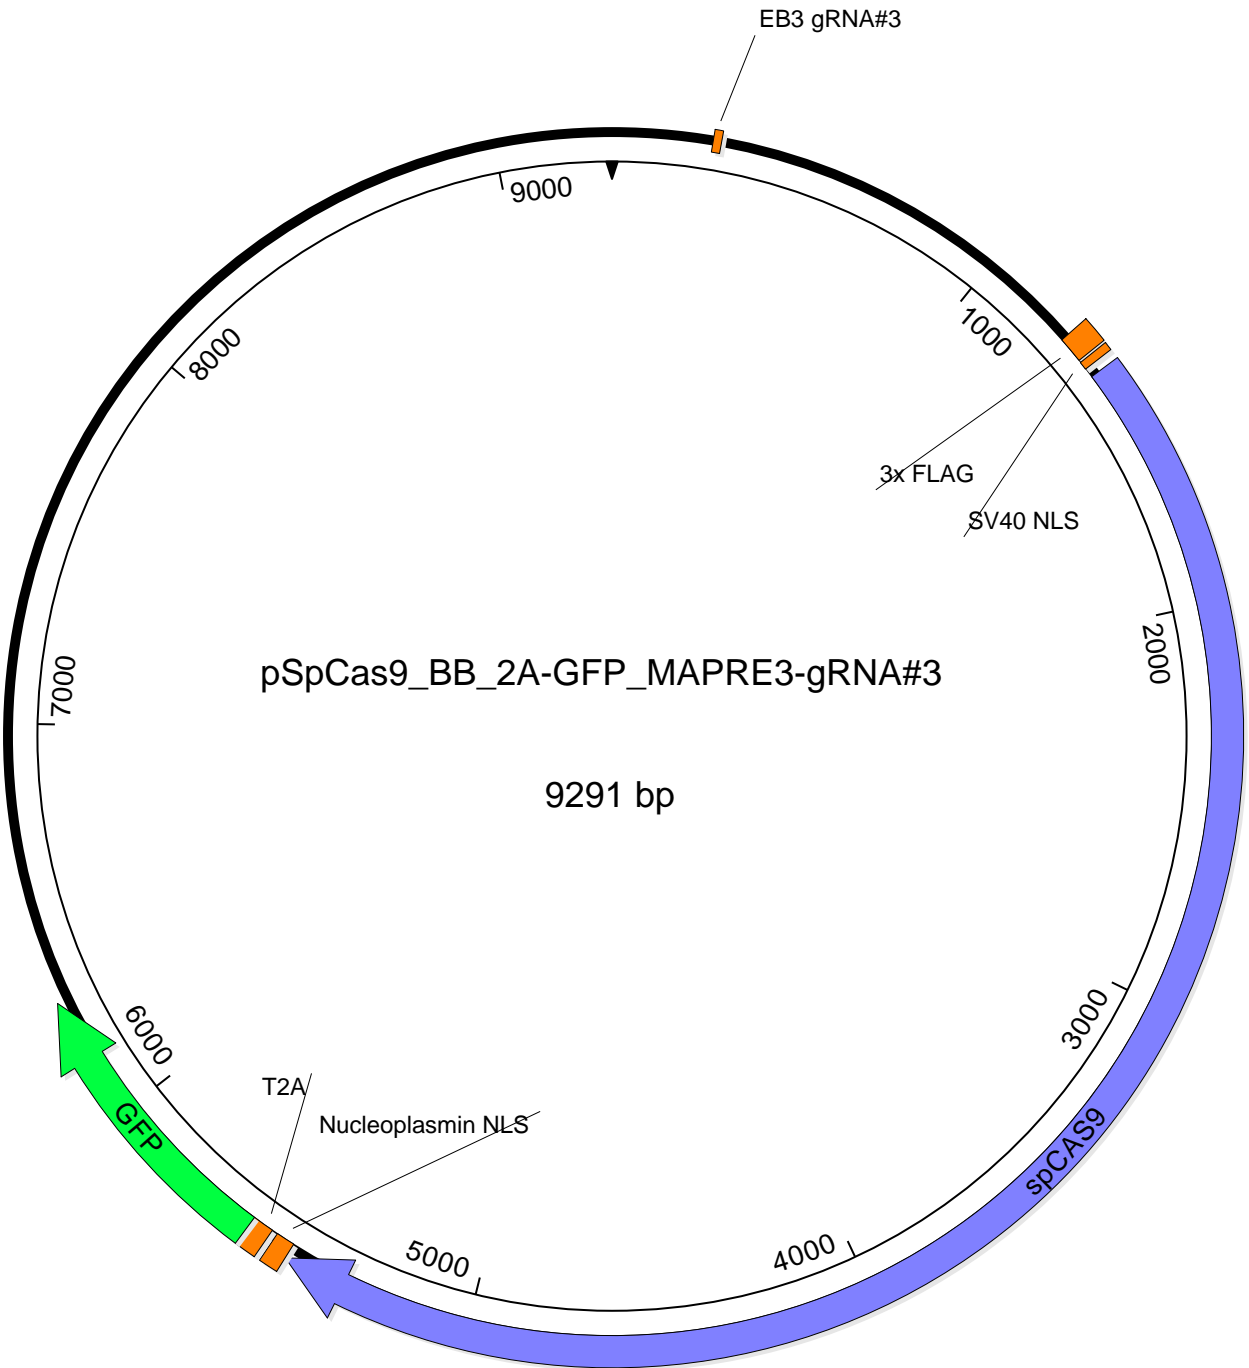 EB3 gRNA#3
9000
1000
8000
3x FLAG
SV40 NLS
2000
7000
pSpCas9_BB_2A-GFP_MAPRE3-gRNA#3
9291 bp
3000
6000
T2A
Nucleoplasmin NLS
GFP
spCAS9
5000
4000